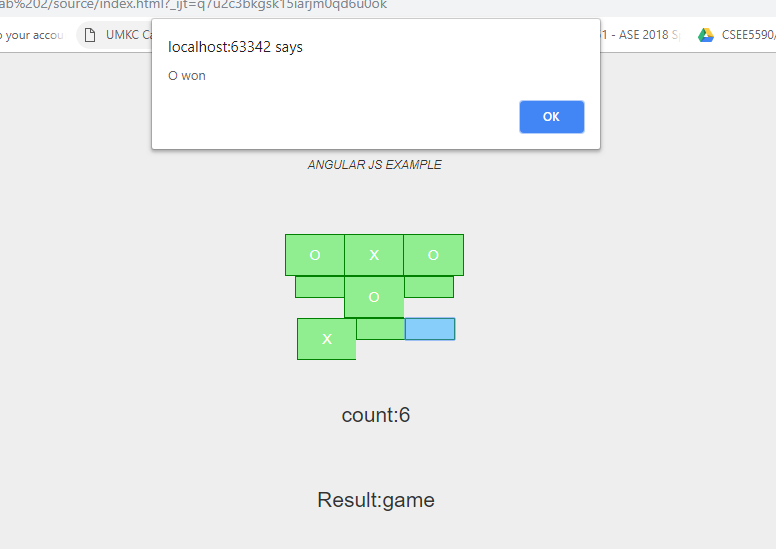 ab%202/source/index.html?_ijt=q7u2c3bkgsk15iarjm0qd6u0ok
your accou UMKC Ca 1 - ASE 2018 Sp CSEE5590/
localhost:63342 says
O won
OK
ANGULAR JS EXAMPLE
O X O
O
X
count:6
Result:game